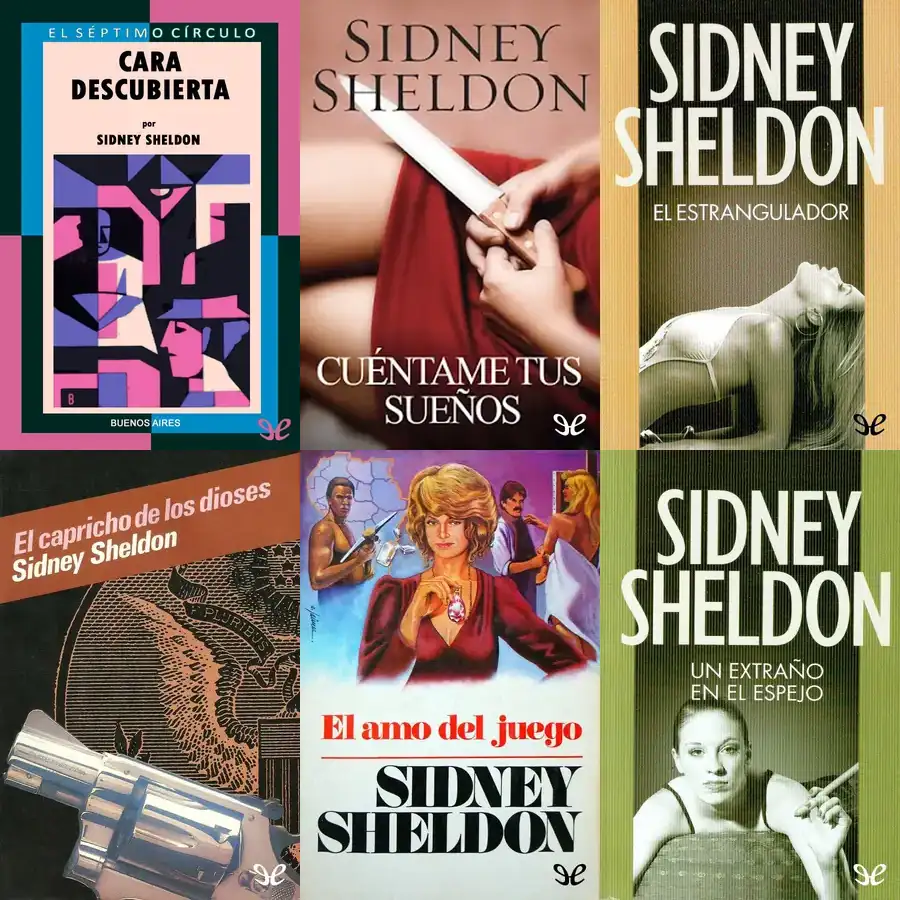 EL SÉPTIMO CÍRCULO
CARA
DESCUBIERTA
por
SIDNEY SHELDON
B
BUENOS AIRES
SIDNEY
SHELDON
CUÉNTAME TUS
SUEÑOS
SIDNEY
SHELDON
EL ESTRANGULADOR
El capricho de los dioses
Sidney Sheldon
PLURIBUS
El amo del juego
SIDNEY
SHELDON
SIDNEY
SHELDON
UN EXTRAÑO
EN EL ESPEJO